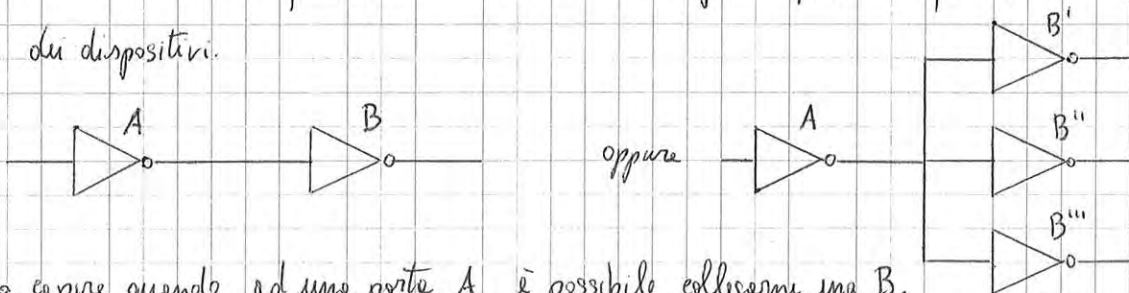 dei dispositivi.
A
B
oppure
A
B'
B''
B'''
capire quando ad una porta A è possibile collegarne una B.